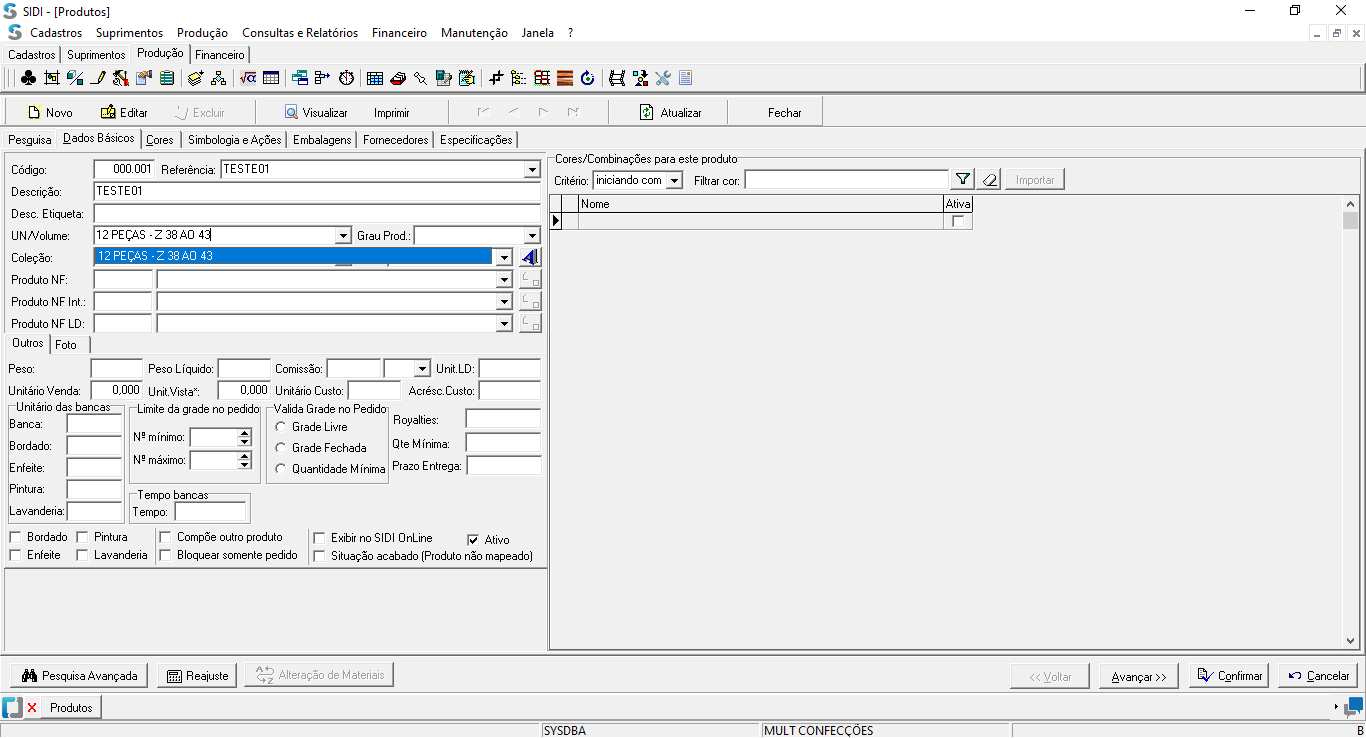 SIDI - [Produtos]
Cadastros Suprimentos Produção Consultas e Relatórios Financeiro Manutenção Janela ?
Cadastros Suprimentos Produção Financeiro
Novo Editar Excluir Visualizar Imprimir Atualizar Fechar
Pesquisa Dados Básicos Cores Simbologia e Ações Embalagens Fornecedores Especificações
Código: 000.001 Referência: TESTE01
Descrição: TESTE01
Desc. Etiqueta:
UN/Volume: 12 PEÇAS - Z 38 AO 43 Grau Prod.:
Coleção: 12 PEÇAS - Z 38 AO 43
Produto NF:
Produto NF Int.:
Produto NF LD:
Outros Foto
Peso: Peso Líquido: Comissão: Unit.LD:
Unitário Venda: 0,000 Unit.Vista*: 0,000 Unitário Custo: Acrésc.Custo:
Unitário das bancas
Banca:
Bordado:
Enfeite:
Pintura:
Lavanderia:
Limite da grade no pedido
Nº mínimo:
Nº máximo:
Tempo bancas
Tempo:
Valida Grade no Pedido
Grade Livre
Grade Fechada
Quantidade Mínima
Royalties:
Qte Mínima:
Prazo Entrega:
Bordado Pintura Compõe outro produto Exibir no SIDI OnLine Ativo
Enfeite Lavanderia Bloquear somente pedido Situação acabado (Produto não mapeado)
Cores/Combinações para este produto
Critério: iniciando com Filtrar cor: Importar
Nome Ativa
Pesquisa Avançada Reajuste Alteração de Materiais << Voltar Avançar >> Confirmar Cancelar
Produtos
SYSDBA MULT CONFECÇÕES B